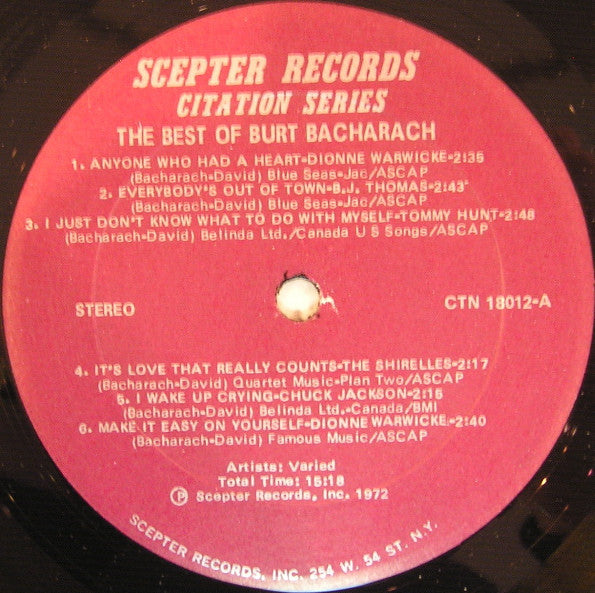 SCEPTER RECORDS
CITATION SERIES
THE BEST OF BURT BACHARACH
1. ANYONE WHO HAD A HEART-DIONNE WARWICKE-2:35
(Bacharach-David) Blue Seas-Jac/ASCAP
2. EVERYBODY'S OUT OF TOWN-B.J. THOMAS-2:43
(Bacharach-David) Blue Seas-Jac/ASCAP
3. I JUST DON'T KNOW WHAT TO DO WITH MYSELF-TOMMY HUNT-2:48
(Bacharach-David) Belinda Ltd./Canada U S Songs/ASCAP
STEREO
CTN 18012-A
4. IT'S LOVE THAT REALLY COUNTS-THE SHIRELLES-2:17
(Bacharach-David) Quartet Music-Plan Two/ASCAP
5. I WAKE UP CRYING-CHUCK JACKSON-2:15
(Bacharach-David) Belinda Ltd.-Canada/BMI
6. MAKE IT EASY ON YOURSELF-DIONNE WARWICKE-2:40
(Bacharach-David) Famous Music/ASCAP
Artists: Varied
Total Time: 15:18
℗ Scepter Records, Inc. 1972
SCEPTER RECORDS, INC. 254 W. 54 ST. N.Y.